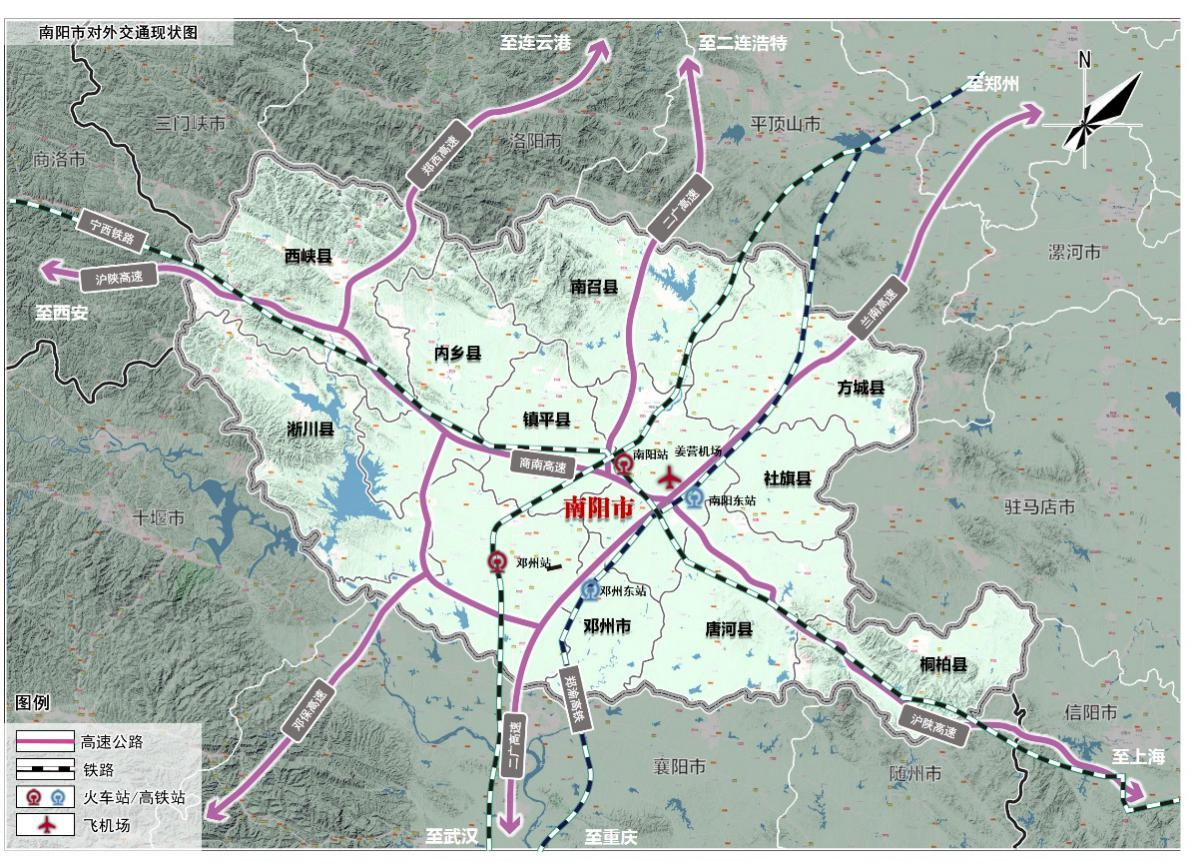 南阳市对外交通现状图
至连云港
至二连浩特
至郑州
N
三门峡市
洛阳市
平顶山市
商洛市
郑西高速
二广高速
宁西铁路
沪陕高速
西峡县
南召县
漯河市
兰南高速
至西安
内乡县
方城县
镇平县
淅川县
南阳站
姜营机场
商南高速
社旗县
南阳东站
南阳市
十堰市
驻马店市
邓州站
邓州东站
邓州市
唐河县
桐柏县
图例
高速公路
铁路
火车站/高铁站
飞机场
邓保高速
郑渝高铁
二广高速
沪陕高速
信阳市
至上海
襄阳市
随州市
至武汉
至重庆